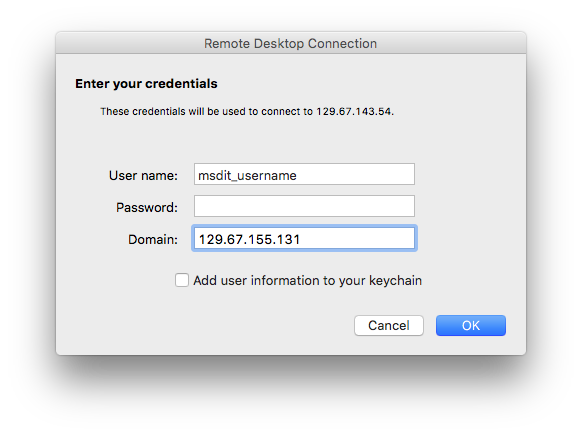 Remote Desktop Connection
Enter your credentials
These credentials will be used to connect to 129.67.143.54.
User name: msdit_username
Password:
Domain: 129.67.155.131
Add user information to your keychain
Cancel OK